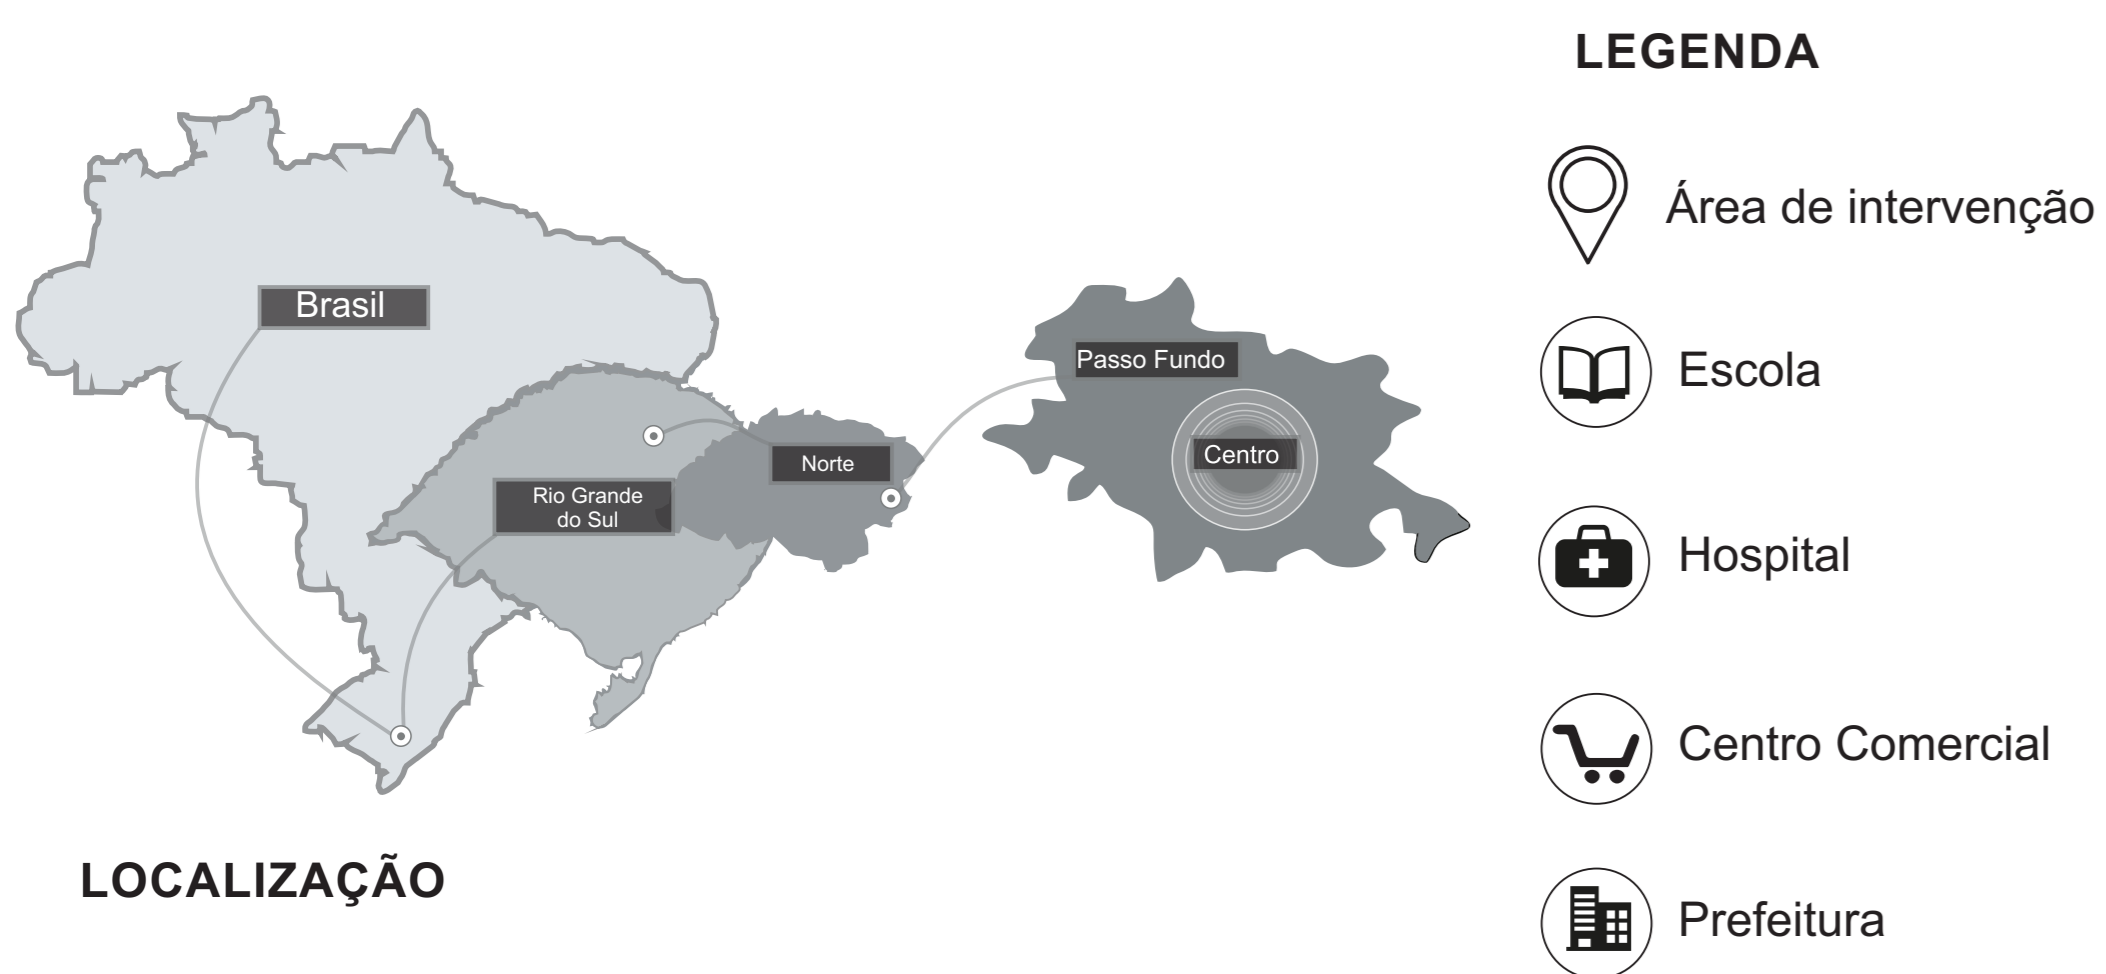 LEGENDA
Área de intervenção
Brasil
Passo Fundo
Escola
Centro
Norte
Rio Grande
do Sul
Hospital
Centro Comercial
LOCALIZAÇÃO
Prefeitura